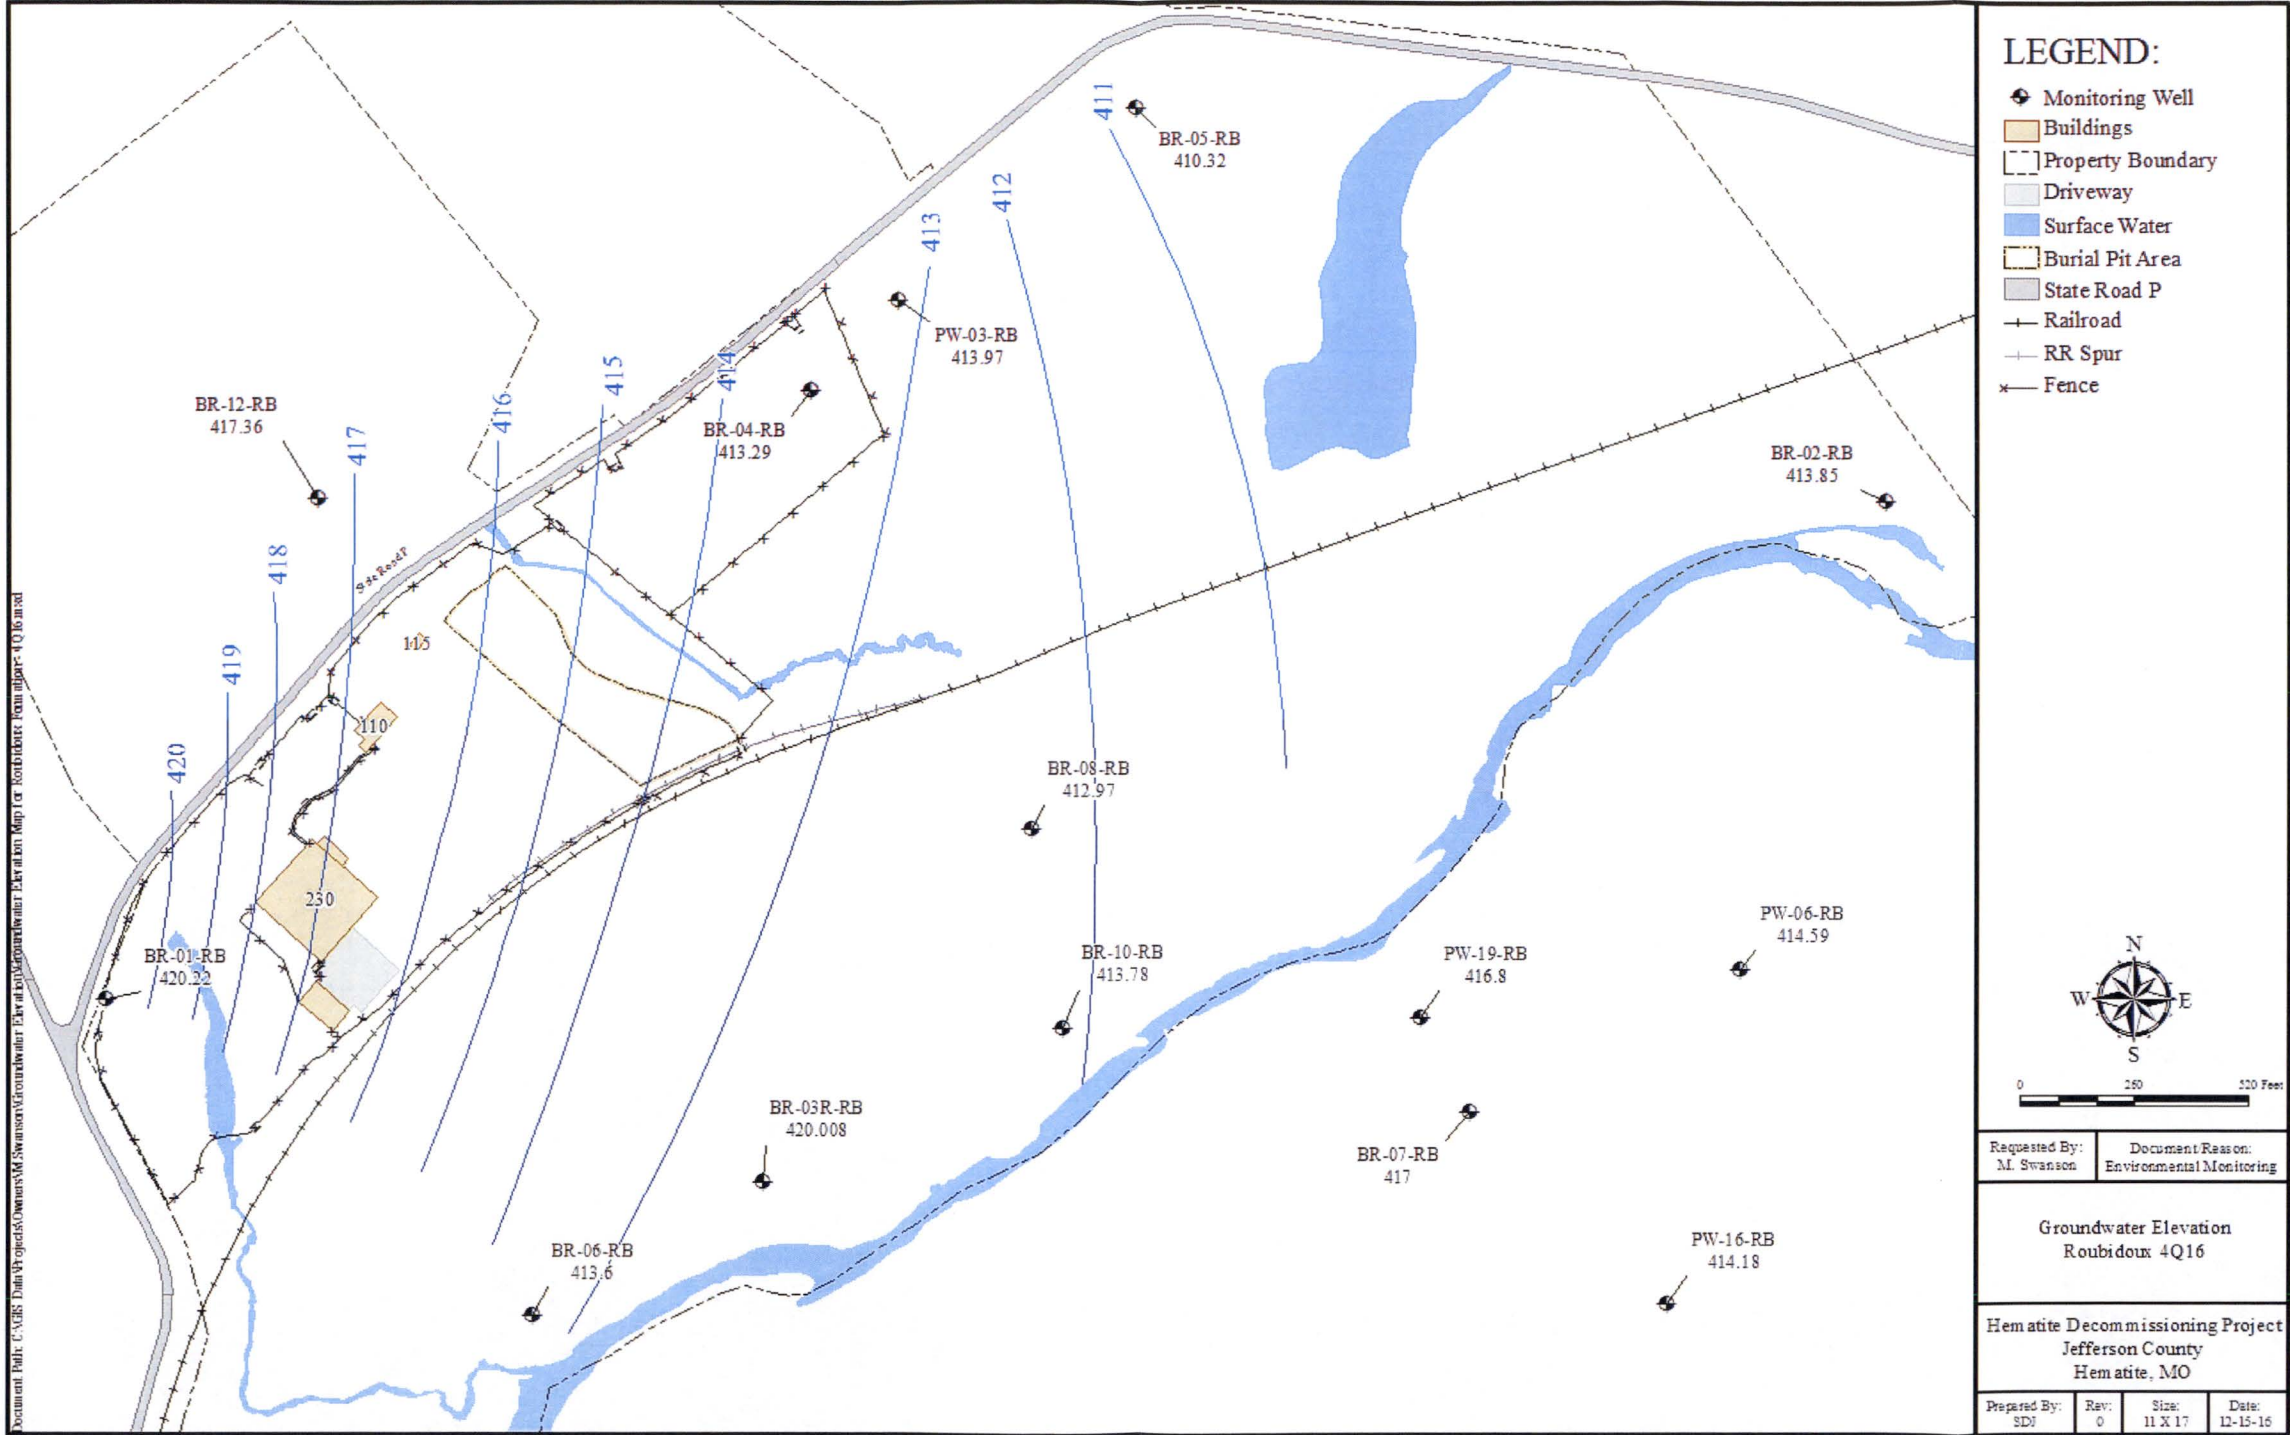 411
BR-05-RB
410.32
412
413
PW-03-RB
413.97
414
415
416
BR-04-RB
413.29
BR-12-RB
417.36
417
BR-02-RB
413.85
418
115
419
110
420
BR-08-RB
412.97
230
BR-01-RB
420.22
BR-10-RB
413.78
PW-19-RB
416.8
PW-06-RB
414.59
BR-03R-RB
420.008
BR-07-RB
417
BR-06-RB
413.6
PW-16-RB
414.18
LEGEND:
Monitoring Well
Buildings
Property Boundary
Driveway
Surface Water
Burial Pit Area
State Road P
Railroad
RR Spur
Fence
N
W E
S
0 260 520 Feet
Requested By:
M. Swanson
Document/Reason:
Environmental Monitoring
Groundwater Elevation
Roubidoux 4Q16
Hematite Decommissioning Project
Jefferson County
Hematite, MO
Prepared By:
SDJ
Rev:
0
Size:
11 X 17
Date:
12-15-16